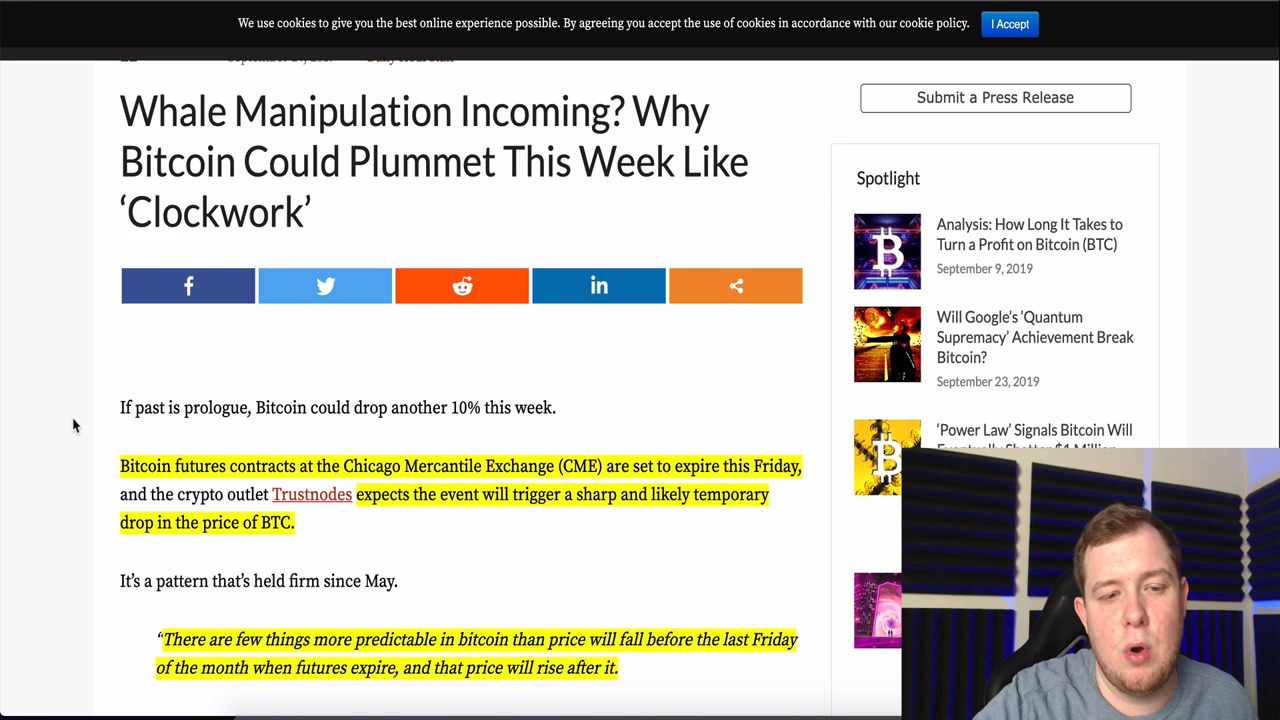 We use cookies to give you the best online experience possible. By agreeing you accept the use of cookies in accordance with our cookie policy.
I Accept
Whale Manipulation Incoming? Why
Bitcoin Could Plummet This Week Like
‘Clockwork’
If past is prologue, Bitcoin could drop another 10% this week.
Bitcoin futures contracts at the Chicago Mercantile Exchange (CME) are set to expire this Friday,
and the crypto outlet Trustnodes expects the event will trigger a sharp and likely temporary
drop in the price of BTC.
It’s a pattern that’s held firm since May.
“There are few things more predictable in bitcoin than price will fall before the last Friday
of the month when futures expire, and that price will rise after it.
Submit a Press Release
Spotlight
Analysis: How Long It Takes to
Turn a Profit on Bitcoin (BTC)
September 9, 2019
Will Google’s ‘Quantum
Supremacy’ Achievement Break
Bitcoin?
September 23, 2019
‘Power Law’ Signals Bitcoin Will